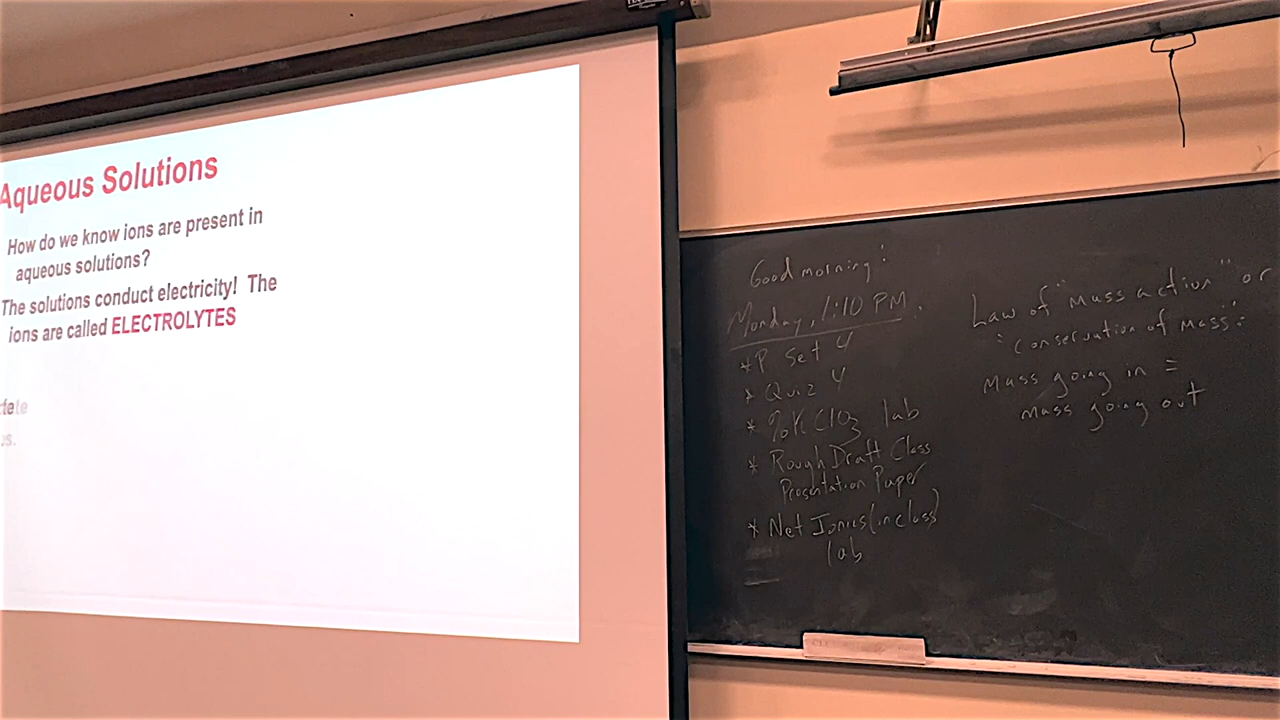 Aqueous Solutions
How do we know ions are present in
aqueous solutions?
The solutions conduct electricity! The
ions are called ELECTROLYTES
Good morning!
Monday, 1:10 PM:
*P Set 4
* Quiz 4
* %KClO3 lab
* Rough Draft Class
Presentation Paper
* Net Ionics (in class)
lab
Law of "mass action" or
"conservation of mass":
Mass going in =
mass going out